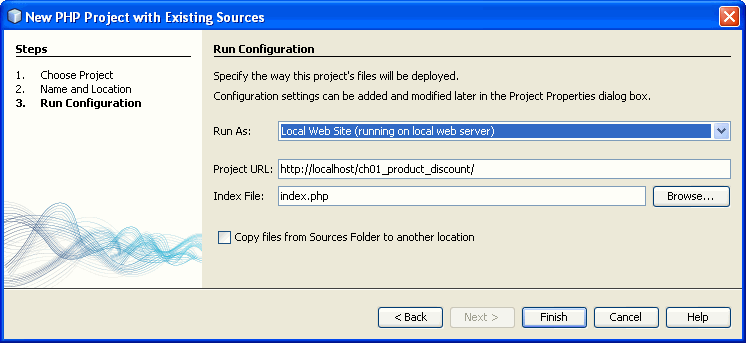 New PHP Project with Existing Sources
Steps
1. Choose Project
2. Name and Location
3. Run Configuration
Run Configuration
Specify the way this project's files will be deployed.
Configuration settings can be added and modified later in the Project Properties dialog box.
Run As: Local Web Site (running on local web server)
Project URL: http://localhost/ch01_product_discount/
Index File: index.php Browse...
Copy files from Sources Folder to another location
< Back Next > Finish Cancel Help